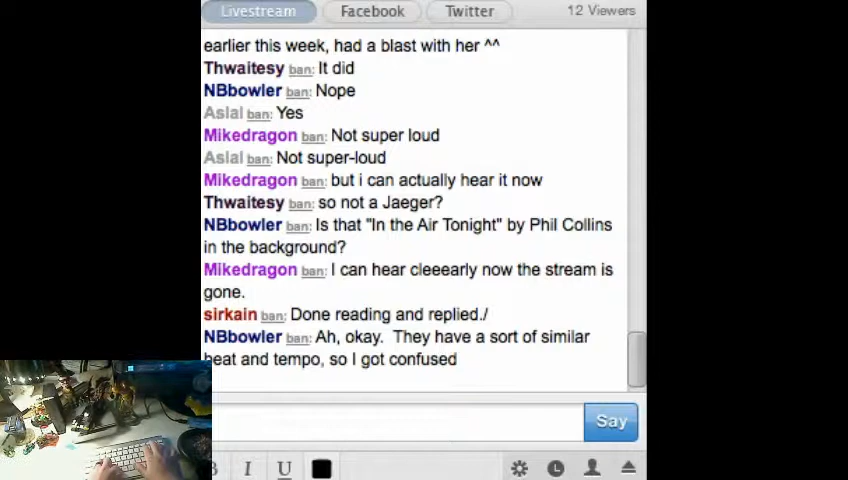 Livestream Facebook Twitter 12 Viewers
earlier this week, had a blast with her ^^
Thwaitesy ban: It did
NBbowler ban: Nope
Aslal ban: Yes
Mikedragon ban: Not super loud
Aslal ban: Not super-loud
Mikedragon ban: but i can actually hear it now
Thwaitesy ban: so not a Jaeger?
NBbowler ban: Is that "In the Air Tonight" by Phil Collins
in the background?
Mikedragon ban: I can hear cleeearly now the stream is
gone.
sirkain ban: Done reading and replied./
NBbowler ban: Ah, okay. They have a sort of similar
beat and tempo, so I got confused
Say
B I U